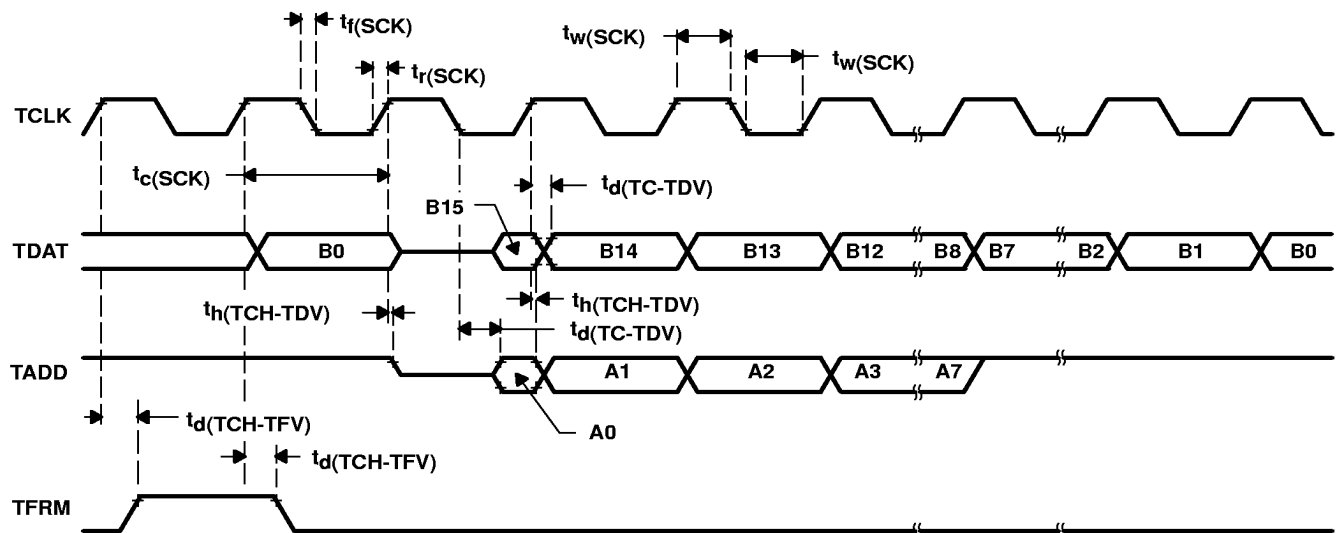 tf(SCK)
tw(SCK)
tw(SCK)
tr(SCK)
TCLK
tc(SCK)
td(TC-TDV)
B15
TDAT
B0
B14
B13
B12
B8
B7
B2
B1
B0
th(TCH-TDV)
th(TCH-TDV)
td(TC-TDV)
TADD
A1
A2
A3
A7
td(TCH-TFV)
A0
td(TCH-TFV)
TFRM